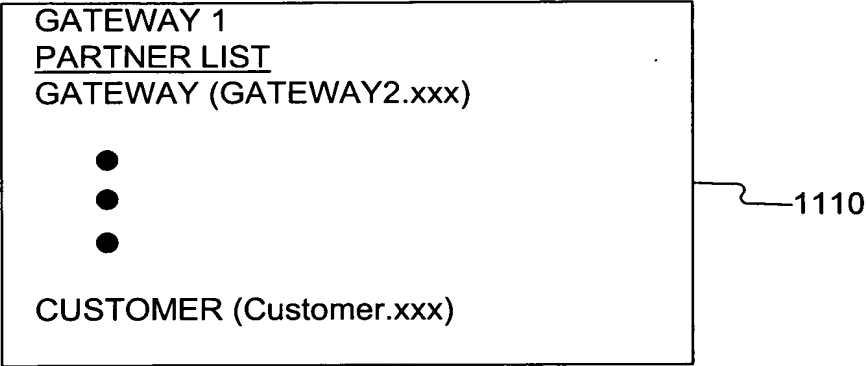 GATEWAY 1
PARTNER LIST
GATEWAY (GATEWAY2.xxx)
CUSTOMER (Customer.xxx)
1110